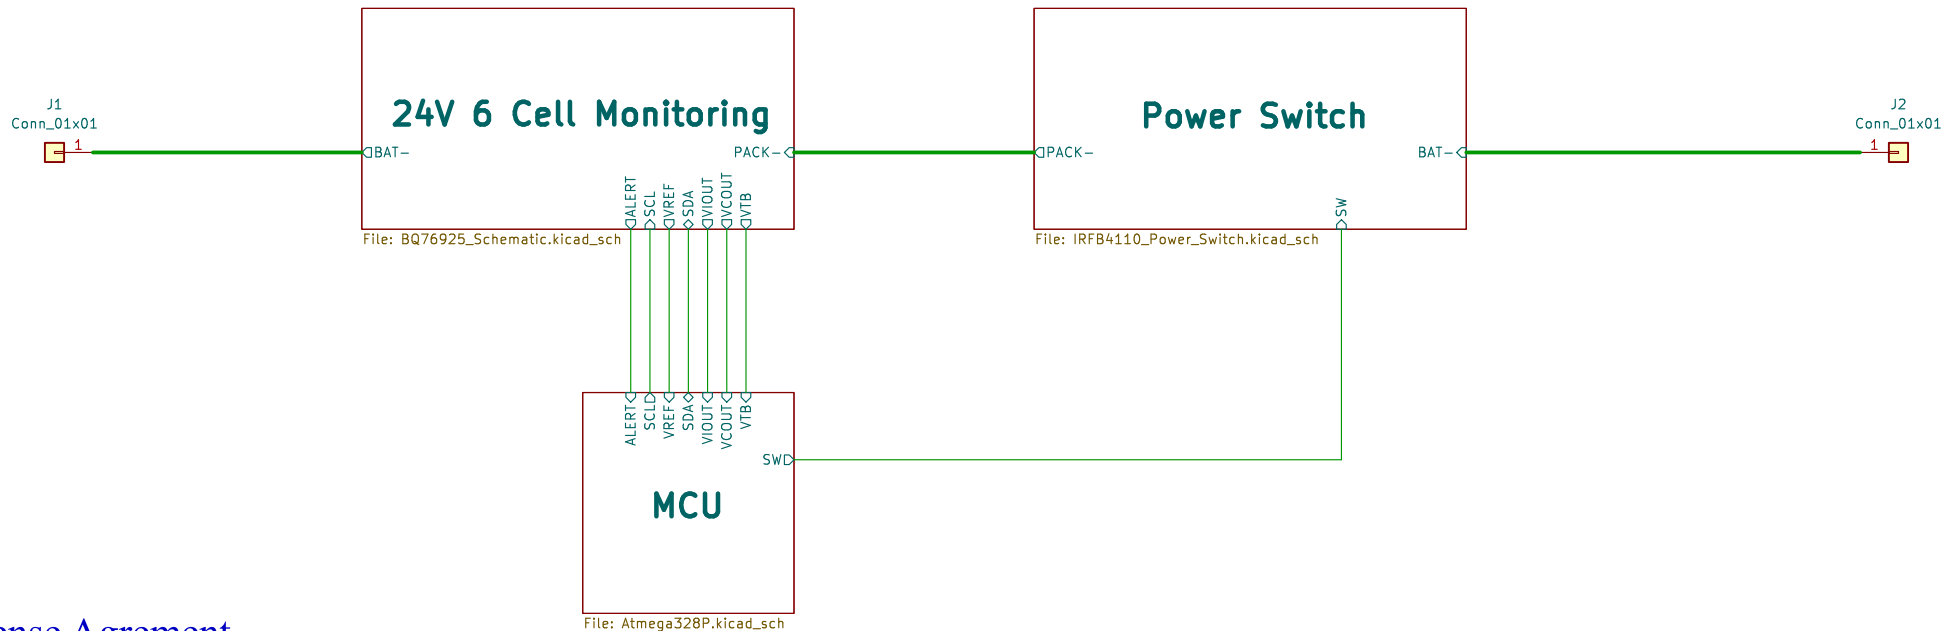 J1
Conn_01x01
1
24V 6 Cell Monitoring
BAT-
PACK-
ALERT
SCL
VREF
SDA
VIOUT
VCOUT
VTB
File: BQ76925_Schematic.kicad_sch
Power Switch
PACK-
BAT-
SW
File: IRFB4110_Power_Switch.kicad_sch
J2
Conn_01x01
1
ALERT
SCL
VREF
SDA
VIOUT
VCOUT
VTB
SW
MCU
File: Atmega328P.kicad_sch
Agrement